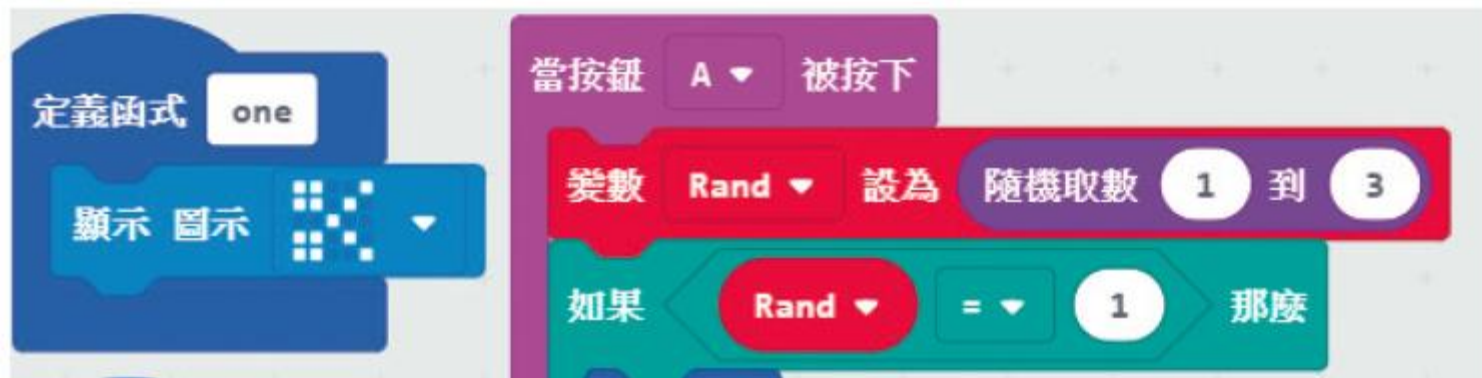 定義函式 one
顯示 圖示
當按鈕 A 被按下
變數 Rand 設為 隨機取數 1 到 3
如果 Rand = 1 那麼